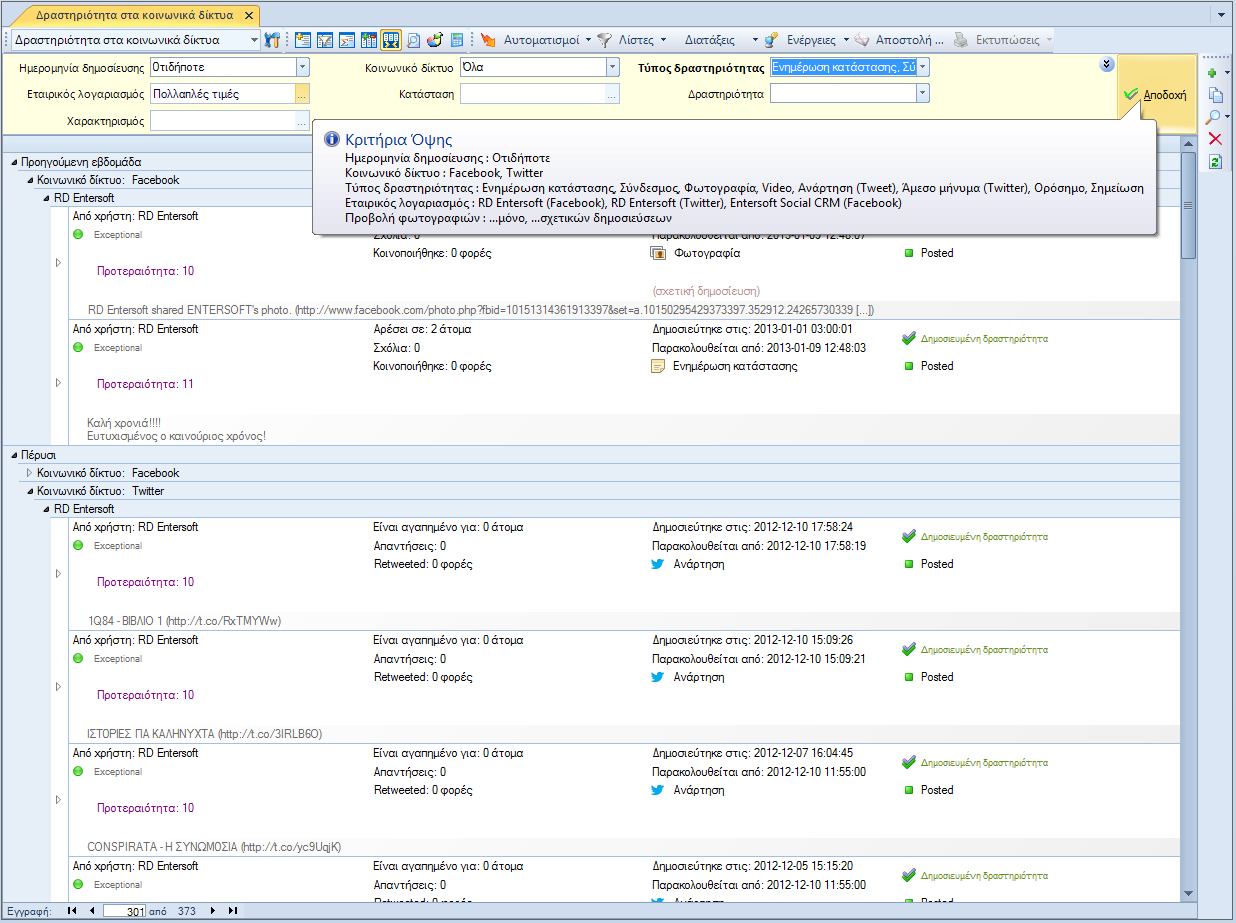 Δραστηριότητα στα κοινωνικά δίκτυα
Δραστηριότητα στα κοινωνικά δίκτυα Αυτοματισμοί Λίστες Διατάξεις Ενέργειες Αποστολή ... Εκτυπώσεις
Ημερομηνία δημοσίευσης Οτιδήποτε Κοινωνικό δίκτυο Όλα Τύπος δραστηριότητας Ενημέρωση κατάστασης, Σύ
Εταιρικός λογαριασμός Πολλαπλές τιμές ... Κατάσταση ... Δραστηριότητα Αποδοχή
Χαρακτηρισμός ...
Κριτήρια Όψης
Ημερομηνία δημοσίευσης : Οτιδήποτε
Κοινωνικό δίκτυο : Facebook, Twitter
Τύπος δραστηριότητας : Ενημέρωση κατάστασης, Σύνδεσμος, Φωτογραφία, Video, Ανάρτηση (Tweet), Άμεσο μήνυμα (Twitter), Ορόσημο, Σημείωση
Εταιρικός λογαριασμός : RD Entersoft (Facebook), RD Entersoft (Twitter), Entersoft Social CRM (Facebook)
Προβολή φωτογραφιών : ...μόνο, ...σχετικών δημοσιεύσεων
Προηγούμενη εβδομάδα
Κοινωνικό δίκτυο: Facebook
RD Entersoft
Από χρήστη: RD Entersoft
Exceptional Σχόλια: 0 Παρακολουθείται από: 2013-01-09 12:48:07
Κοινοποιήθηκε: 0 φορές Φωτογραφία Posted
Προτεραιότητα: 10
(σχετική δημοσίευση)
RD Entersoft shared ENTERSOFT's photo. (http://www.facebook.com/photo.php?fbid=10151314361913397&set=a.10150295429373397.352912.24265730339 [...])
Από χρήστη: RD Entersoft Αρέσει σε: 2 άτομα Δημοσιεύτηκε στις: 2013-01-01 03:00:01 Δημοσιευμένη δραστηριότητα
Exceptional Σχόλια: 0 Παρακολουθείται από: 2013-01-09 12:48:03
Κοινοποιήθηκε: 0 φορές Ενημέρωση κατάστασης Posted
Προτεραιότητα: 11
Καλή χρονιά!!!!
Ευτυχισμένος ο καινούριος χρόνος!
Πέρυσι
Κοινωνικό δίκτυο: Facebook
Κοινωνικό δίκτυο: Twitter
RD Entersoft
Από χρήστη: RD Entersoft Είναι αγαπημένο για: 0 άτομα Δημοσιεύτηκε στις: 2012-12-10 17:58:24 Δημοσιευμένη δραστηριότητα
Exceptional Απαντήσεις: 0 Παρακολουθείται από: 2012-12-10 17:58:19
Retweeted: 0 φορές Ανάρτηση Posted
Προτεραιότητα: 10
1Q84 - ΒΙΒΛΙΟ 1 (http://t.co/RxTMYWw)
Από χρήστη: RD Entersoft Είναι αγαπημένο για: 0 άτομα Δημοσιεύτηκε στις: 2012-12-10 15:09:26 Δημοσιευμένη δραστηριότητα
Exceptional Απαντήσεις: 0 Παρακολουθείται από: 2012-12-10 15:09:21
Retweeted: 0 φορές Ανάρτηση Posted
Προτεραιότητα: 10
ΙΣΤΟΡΙΕΣ ΓΙΑ ΚΑΛΗΝΥΧΤΑ (http://t.co/3IRLB6O)
Από χρήστη: RD Entersoft Είναι αγαπημένο για: 0 άτομα Δημοσιεύτηκε στις: 2012-12-07 16:04:45 Δημοσιευμένη δραστηριότητα
Exceptional Απαντήσεις: 0 Παρακολουθείται από: 2012-12-10 11:55:00
Retweeted: 0 φορές Ανάρτηση Posted
Προτεραιότητα: 10
CONSPIRATA - Η ΣΥΝΩΜΟΣΙΑ (http://t.co/yc9UqjK)
Από χρήστη: RD Entersoft Είναι αγαπημένο για: 0 άτομα Δημοσιεύτηκε στις: 2012-12-05 15:15:20 Δημοσιευμένη δραστηριότητα
Exceptional Απαντήσεις: 0 Παρακολουθείται από: 2012-12-10 11:55:00
Εγγραφή: 301 από 373